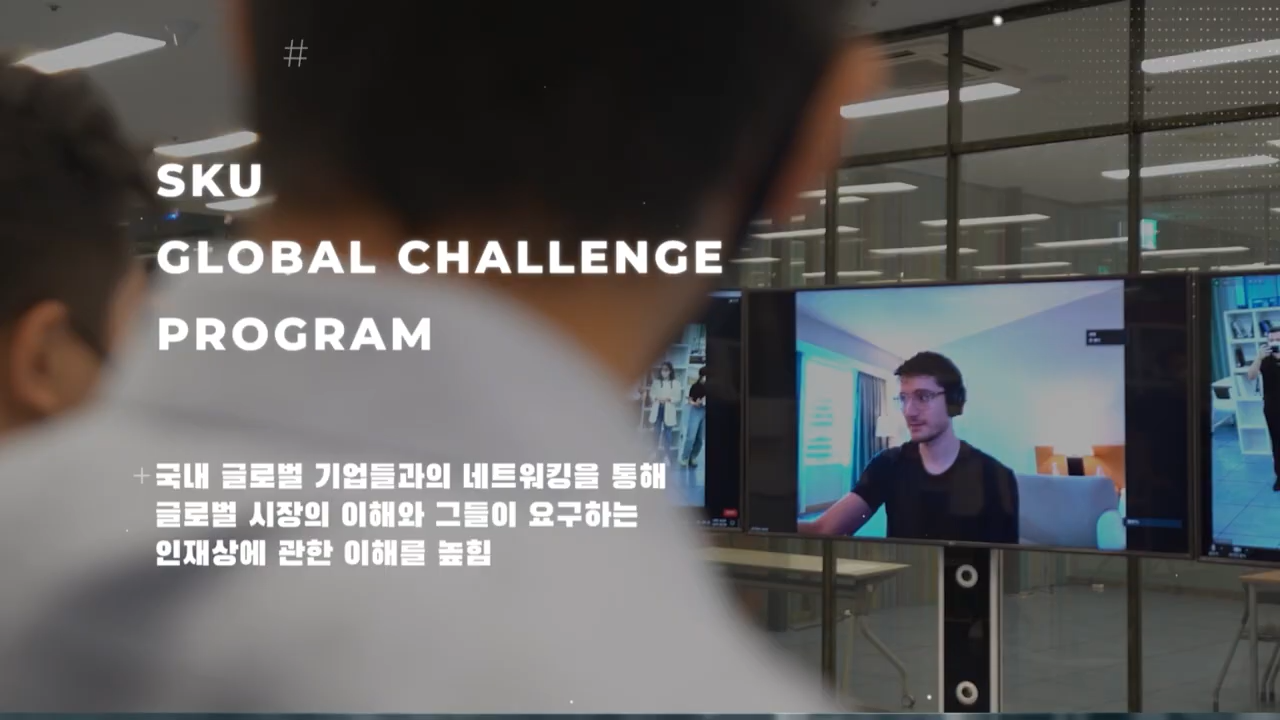 #
SKU
GLOBAL CHALLENGE
PROGRAM
국내 글로벌 기업들과의 네트워킹을 통해
글로벌 시장의 이해와 그들이 요구하는
인재상에 관한 이해를 높힘